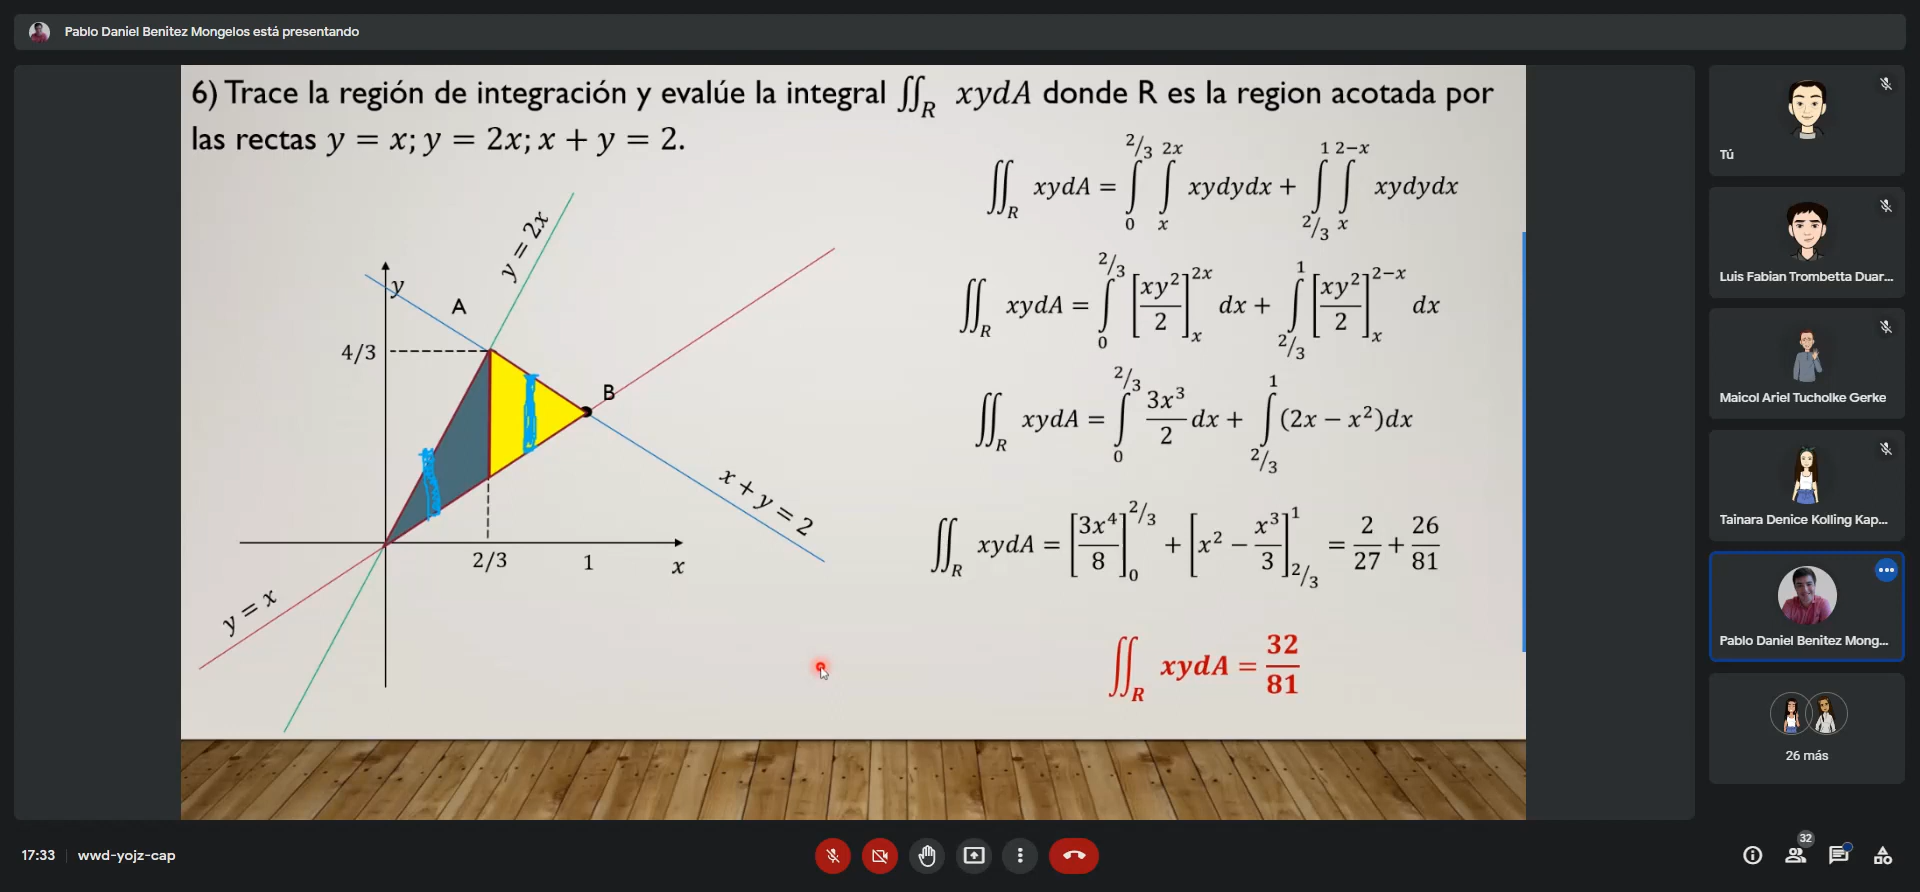 Pablo Daniel Benitez Mongelos está presentando
6) Trace la región de integración y evalúe la integral ∬_R xydA donde R es la region acotada por
las rectas y = x; y = 2x; x + y = 2.
∬_R xydA = ∫_0^{2/3} ∫_x^{2x} xydydx + ∫_{2/3}^1 ∫_x^{2−x} xydydx
∬_R xydA = ∫_0^{2/3} [xy²/2]_x^{2x} dx + ∫_{2/3}^1 [xy²/2]_x^{2−x} dx
∬_R xydA = ∫_0^{2/3} 3x³/2 dx + ∫_{2/3}^1 (2x − x²)dx
∬_R xydA = [3x⁴/8]_0^{2/3} + [x² − x³/3]_{2/3}^1 = 2/27 + 26/81
∬_R xydA = 32/81
y = 2x
y
A
4/3
B
x + y = 2
2/3
1
x
y = x
Tú
Luis Fabian Trombetta Duar...
Maicol Ariel Tucholke Gerke
Tainara Denice Kolling Kap...
Pablo Daniel Benitez Mong...
26 más
17:33
wwd-yojz-cap
32